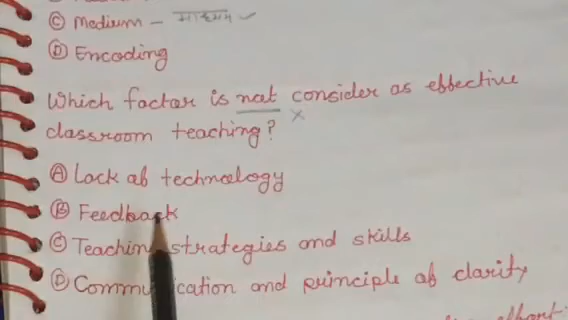 Ⓒ Medium – माध्यम ✓
Ⓓ Encoding
Which factor is not consider as effective
classroom teaching? ×
Ⓐ Lack of technology
Ⓑ Feedback
Ⓒ Teaching strategies and skills
Ⓓ Communication and principle of clarity